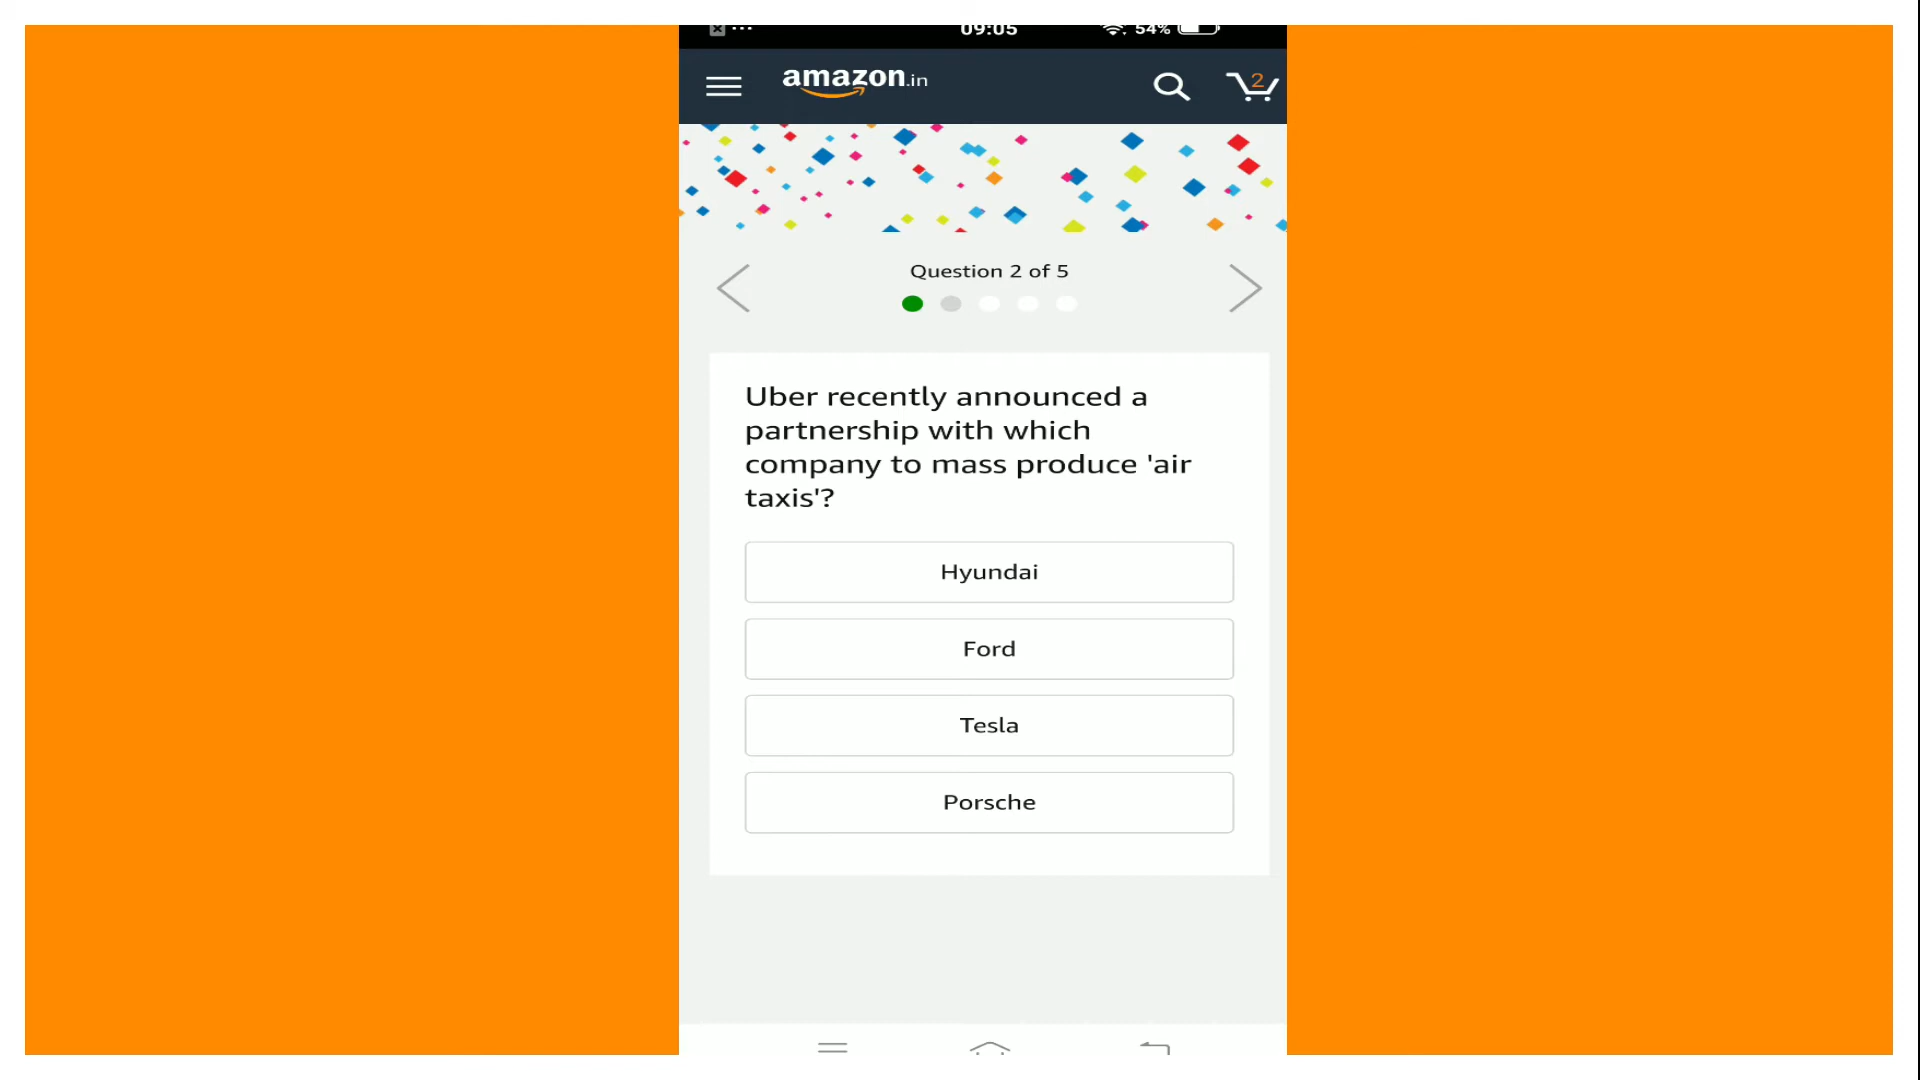 09:05
54%
amazon.in
2
Question 2 of 5
Uber recently announced a
partnership with which
company to mass produce 'air
taxis'?
Hyundai
Ford
Tesla
Porsche